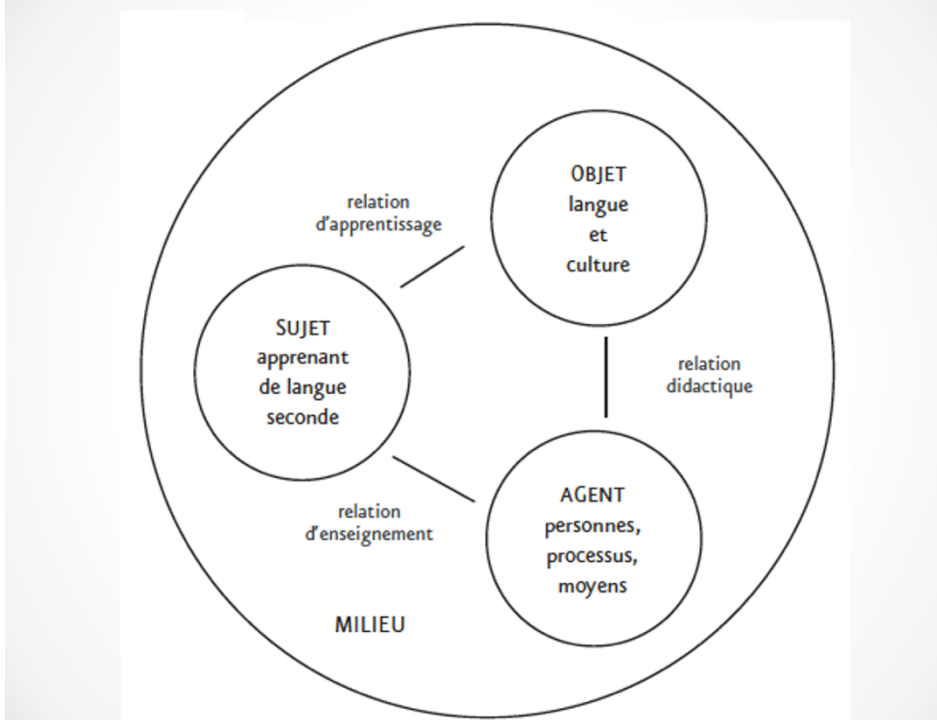 OBJET
langue
et
culture
relation
d'apprentissage
SUJET
apprenant
de langue
seconde
relation
didactique
AGENT
personnes,
processus,
moyens
relation
d'enseignement
MILIEU